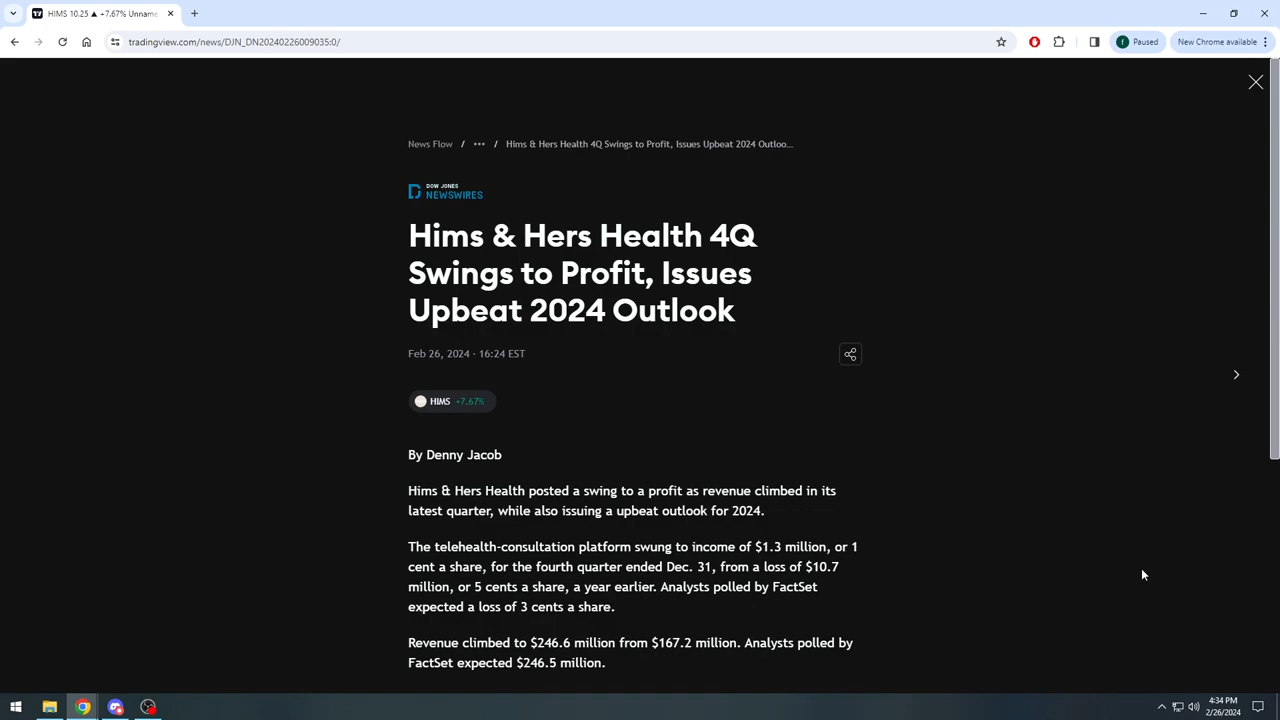 HIMS 10.25 ▲ +7.67% Unname
tradingview.com/news/DJN_DN20240226009035:0/
f Paused
New Chrome available
News Flow / ••• / Hims & Hers Health 4Q Swings to Profit, Issues Upbeat 2024 Outloo...
DOW JONES
NEWSWIRES
Hims & Hers Health 4Q
Swings to Profit, Issues
Upbeat 2024 Outlook
Feb 26, 2024 · 16:24 EST
HIMS +7.67%
By Denny Jacob
Hims & Hers Health posted a swing to a profit as revenue climbed in its
latest quarter, while also issuing a upbeat outlook for 2024.
The telehealth-consultation platform swung to income of $1.3 million, or 1
cent a share, for the fourth quarter ended Dec. 31, from a loss of $10.7
million, or 5 cents a share, a year earlier. Analysts polled by FactSet
expected a loss of 3 cents a share.
Revenue climbed to $246.6 million from $167.2 million. Analysts polled by
FactSet expected $246.5 million.
4:34 PM
2/26/2024